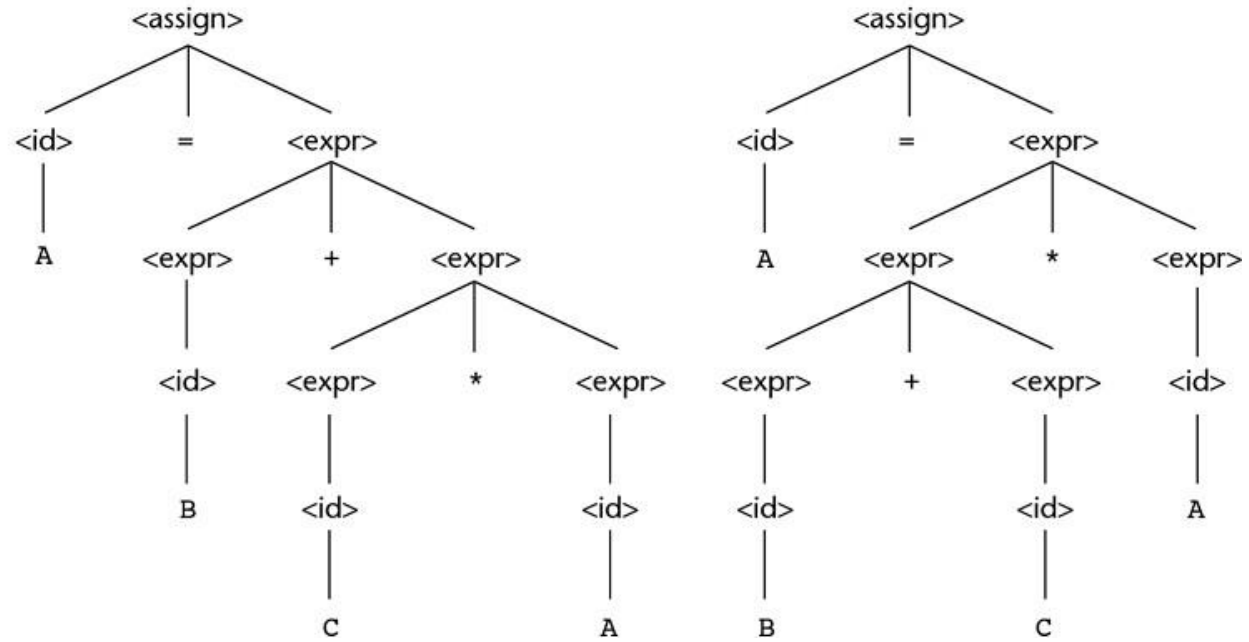 <assign> <assign>
<id> = <expr> <id> = <expr>
A <expr> + <expr> A <expr> * <expr>
<id> <expr> * <expr> <expr> + <expr> <id>
B <id> <id> <id> <id> A
C A B C